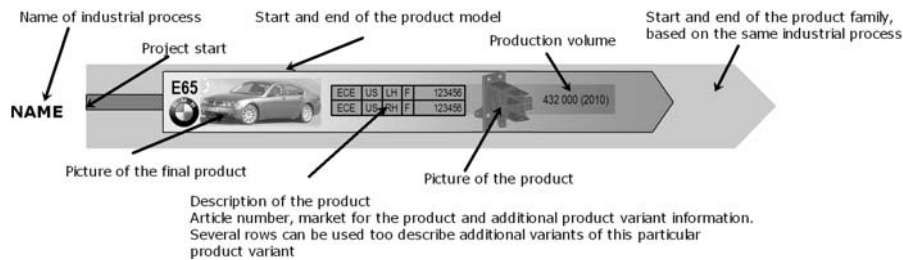 Name of industrial process
Start and end of the product model
Start and end of the product family,
based on the same industrial process
Project start
Production volume
E65
ECE US LH F 123456
ECE US RH F 123456
432 000 (2010)
NAME
Picture of the final product
Picture of the product
Description of the product
Article number, market for the product and additional product variant information.
Several rows can be used too describe additional variants of this particular
product variant